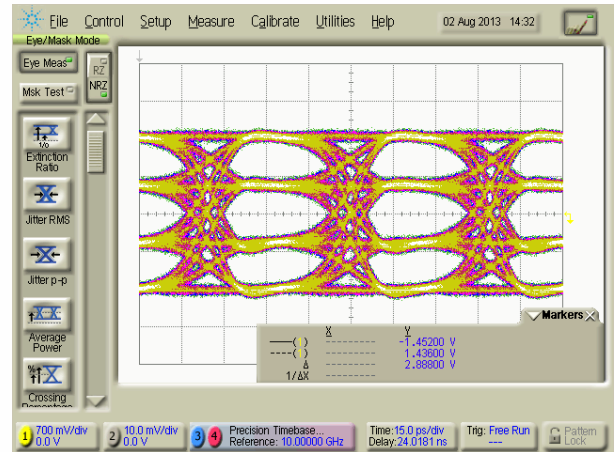 File Control Setup Measure Calibrate Utilities Help 02 Aug 2013 14:32
Eye/Mask Mode
Eye Meas
RZ
Msk Test
NRZ
1/0
Extinction
Ratio
Jitter RMS
Jitter p-p
Average
Power
Crossing
Markers
X Y
----( ) -1.45200 V
----( ) 1.43600 V
Δ -------- 2.88800 V
1/ΔX --------
1 700 mV/div
0.0 V
2 10.0 mV/div
0.0 V
3 4 Precision Timebase...
Reference: 10.00000 GHz
Time:15.0 ps/div
Delay:24.0181 ns
Trig: Free Run
---
Pattern
Lock